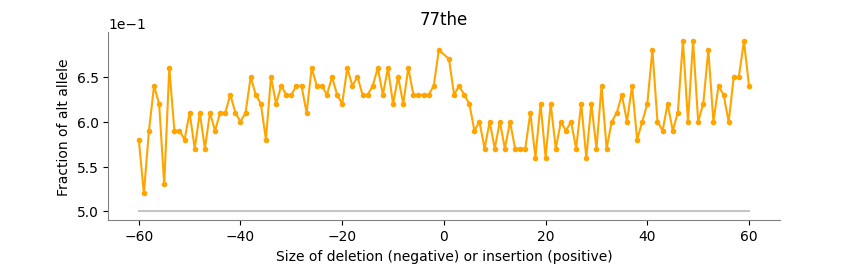 77the
1e−1
Fraction of alt allele
6.5
6.0
5.5
5.0
−60 −40 −20 0 20 40 60
Size of deletion (negative) or insertion (positive)